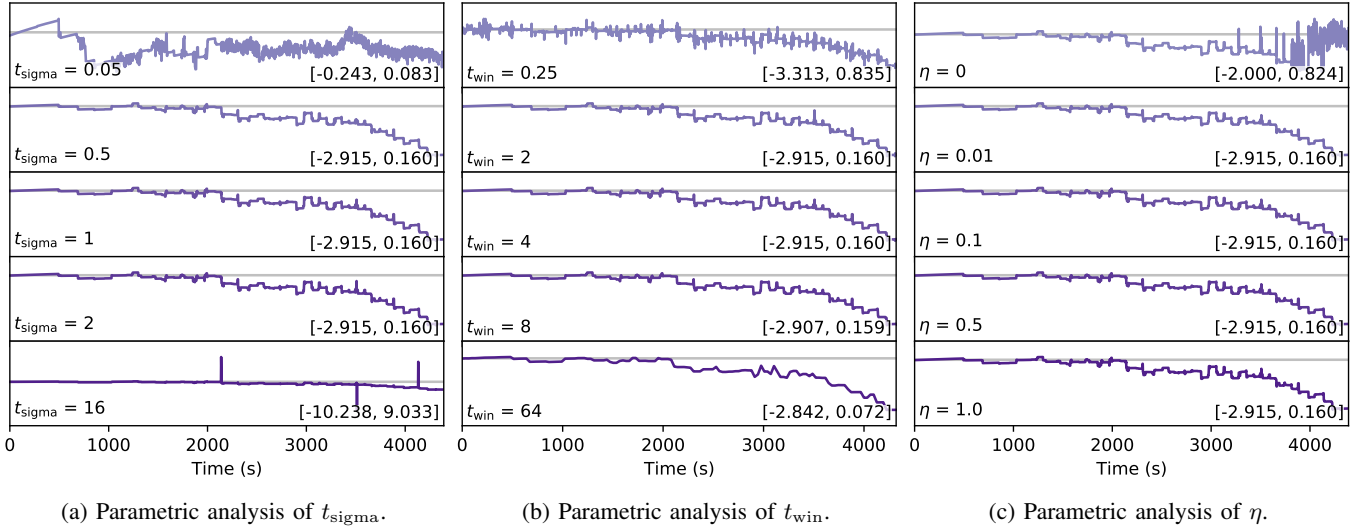 t_sigma = 0.05
[-0.243, 0.083]
t_sigma = 0.5
[-2.915, 0.160]
t_sigma = 1
[-2.915, 0.160]
t_sigma = 2
[-2.915, 0.160]
t_sigma = 16
[-10.238, 9.033]
0 1000 2000 3000 4000
Time (s)
(a) Parametric analysis of t_sigma.
t_win = 0.25
[-3.313, 0.835]
t_win = 2
[-2.915, 0.160]
t_win = 4
[-2.915, 0.160]
t_win = 8
[-2.907, 0.159]
t_win = 64
[-2.842, 0.072]
0 1000 2000 3000 4000
Time (s)
(b) Parametric analysis of t_win.
η = 0
[-2.000, 0.824]
η = 0.01
[-2.915, 0.160]
η = 0.1
[-2.915, 0.160]
η = 0.5
[-2.915, 0.160]
η = 1.0
[-2.915, 0.160]
0 1000 2000 3000 4000
Time (s)
(c) Parametric analysis of η.